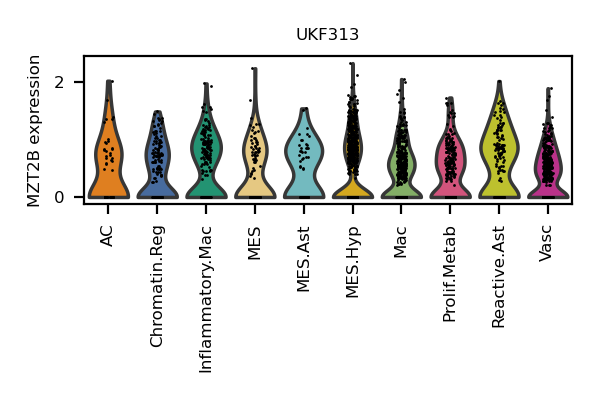 UKF313
MZT2B expression
2
0
AC
Chromatin.Reg
Inflammatory.Mac
MES
MES.Ast
MES.Hyp
Mac
Prolif.Metab
Reactive.Ast
Vasc